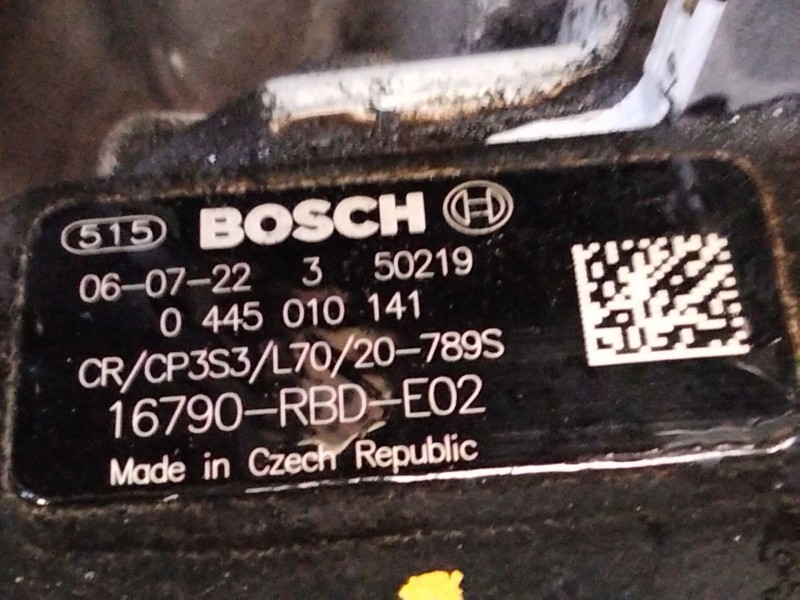 515 BOSCH
06-07-22 3 50219
0 445 010 141
CR/CP3S3/L70/20-789S
16790-RBD-E02
Made in Czech Republic